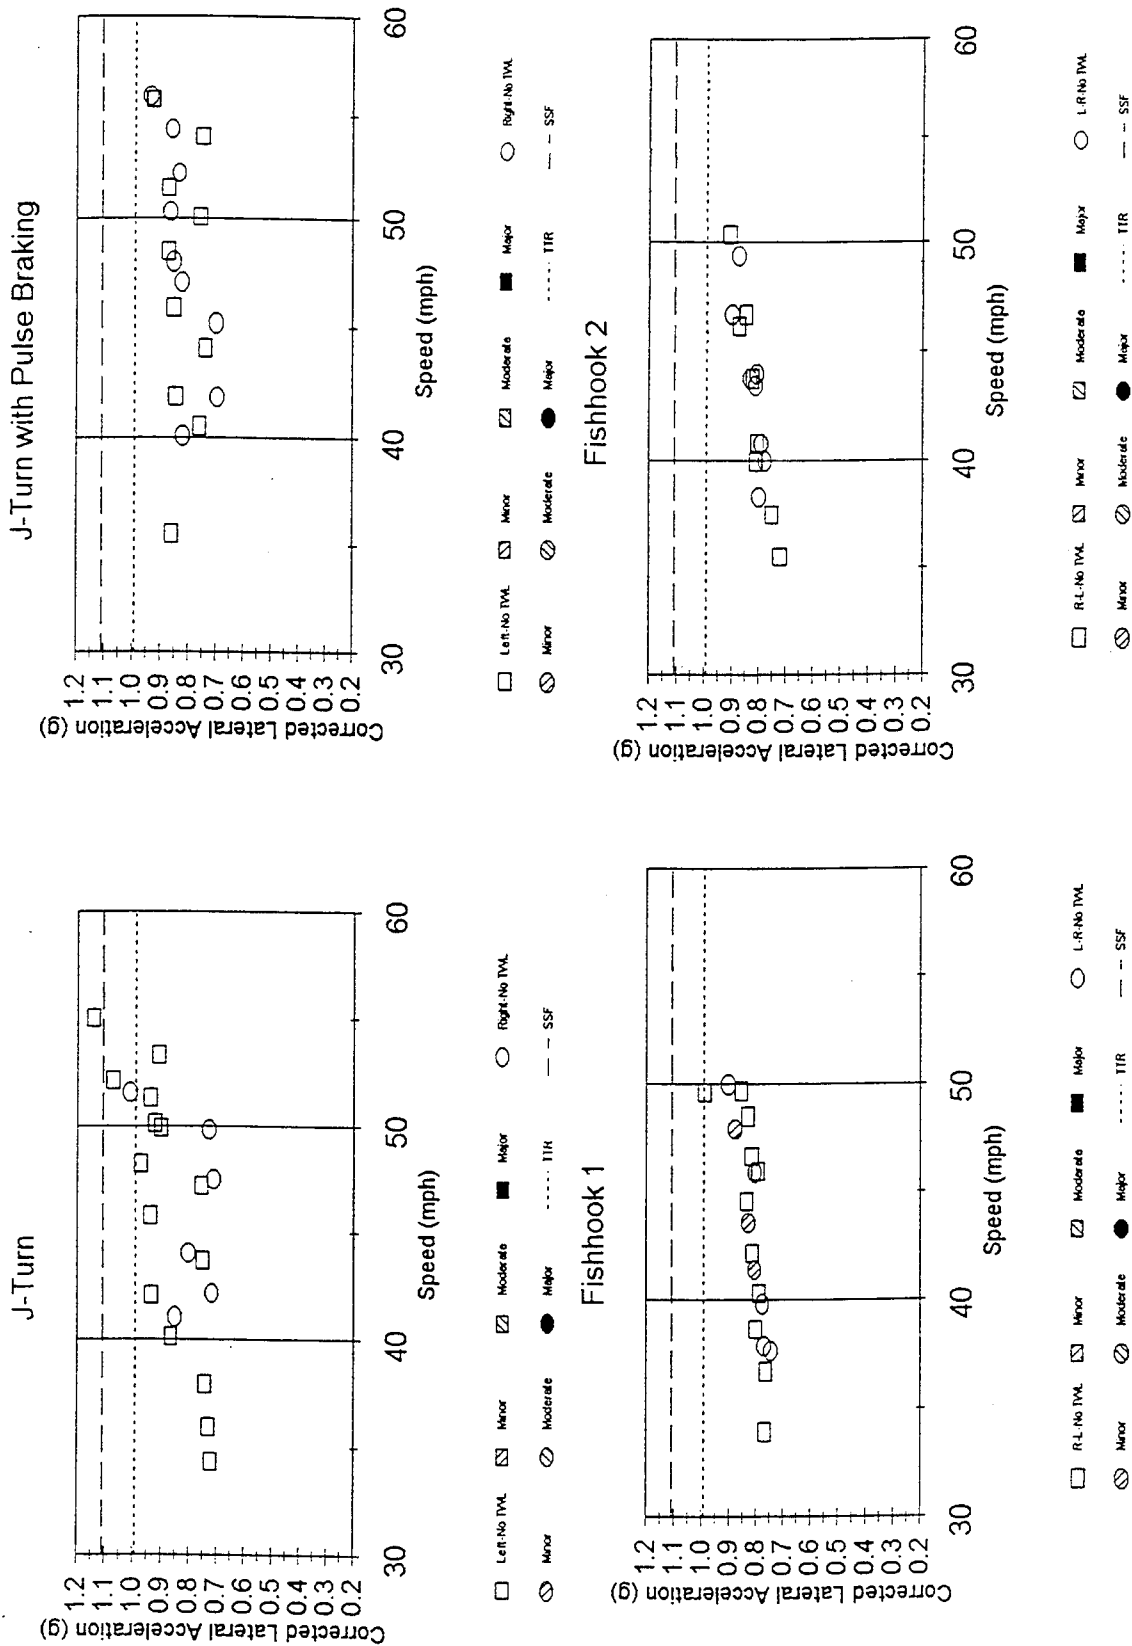 J-Turn
Corrected Lateral Acceleration (g)
1.2
1.1
1.0
0.9
0.8
0.7
0.6
0.5
0.4
0.3
0.2
30
40
50
60
Speed (mph)
Left-No TWL
Minor
Moderate
Major
Right-No TWL
Minor
Moderate
Major
TTR
SSF
J-Turn with Pulse Braking
Corrected Lateral Acceleration (g)
1.2
1.1
1.0
0.9
0.8
0.7
0.6
0.5
0.4
0.3
0.2
30
40
50
60
Speed (mph)
Left-No TWL
Minor
Moderate
Major
Right-No TWL
Minor
Moderate
Major
TTR
SSF
Fishhook 1
Corrected Lateral Acceleration (g)
1.2
1.1
1.0
0.9
0.8
0.7
0.6
0.5
0.4
0.3
0.2
30
40
50
60
Speed (mph)
R-L-No TWL
Minor
Moderate
Major
L-R-No TWL
Minor
Moderate
Major
TTR
SSF
Fishhook 2
Corrected Lateral Acceleration (g)
1.2
1.1
1.0
0.9
0.8
0.7
0.6
0.5
0.4
0.3
0.2
30
40
50
60
Speed (mph)
R-L-No TWL
Minor
Moderate
Major
L-R-No TWL
Minor
Moderate
Major
TTR
SSF